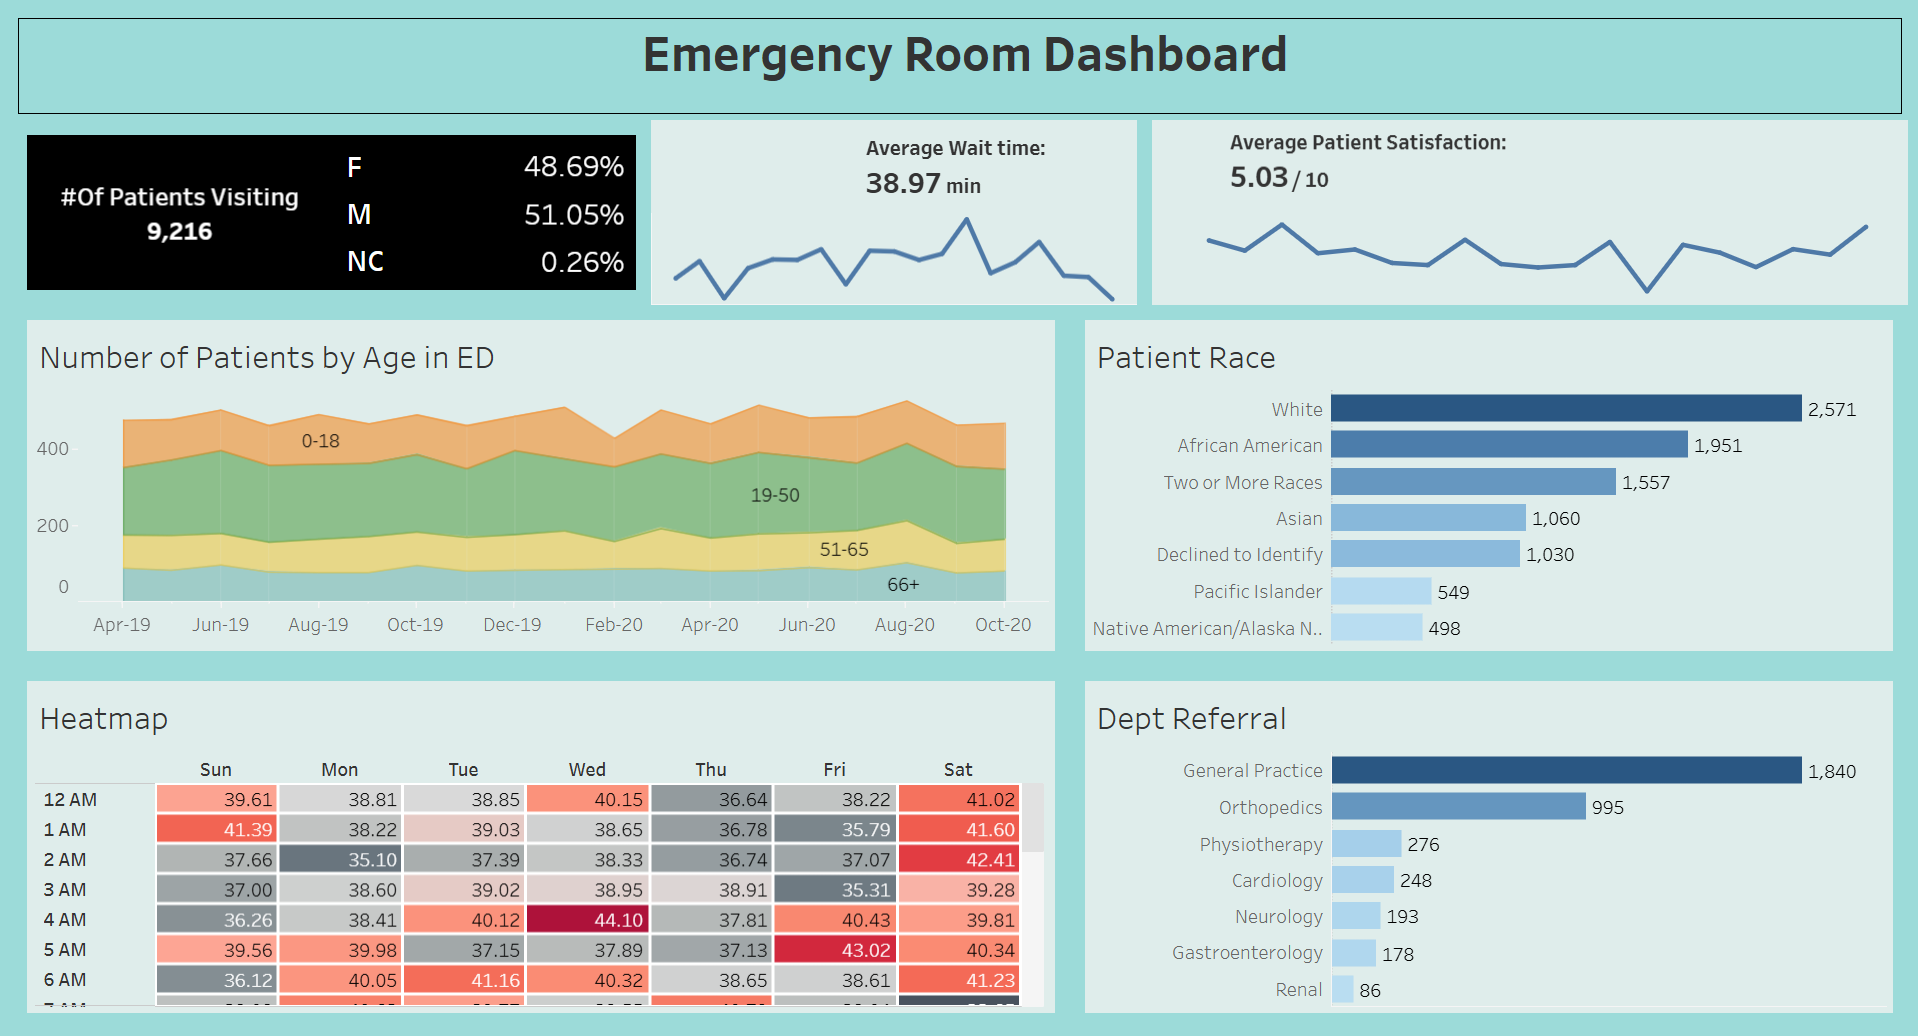 Emergency Room Dashboard
#Of Patients Visiting
9,216
F 48.69%
M 51.05%
NC 0.26%
Average Wait time:
38.97 min
Average Patient Satisfaction:
5.03 / 10
Number of Patients by Age in ED
400
200
0
0-18
19-50
51-65
66+
Apr-19 Jun-19 Aug-19 Oct-19 Dec-19 Feb-20 Apr-20 Jun-20 Aug-20 Oct-20
Patient Race
White 2,571
African American 1,951
Two or More Races 1,557
Asian 1,060
Declined to Identify 1,030
Pacific Islander 549
Native American/Alaska N.. 498
Heatmap
Sun Mon Tue Wed Thu Fri Sat
12 AM 39.61 38.81 38.85 40.15 36.64 38.22 41.02
1 AM 41.39 38.22 39.03 38.65 36.78 35.79 41.60
2 AM 37.66 35.10 37.39 38.33 36.74 37.07 42.41
3 AM 37.00 38.60 39.02 38.95 38.91 35.31 39.28
4 AM 36.26 38.41 40.12 44.10 37.81 40.43 39.81
5 AM 39.56 39.98 37.15 37.89 37.13 43.02 40.34
6 AM 36.12 40.05 41.16 40.32 38.65 38.61 41.23
Dept Referral
General Practice 1,840
Orthopedics 995
Physiotherapy 276
Cardiology 248
Neurology 193
Gastroenterology 178
Renal 86